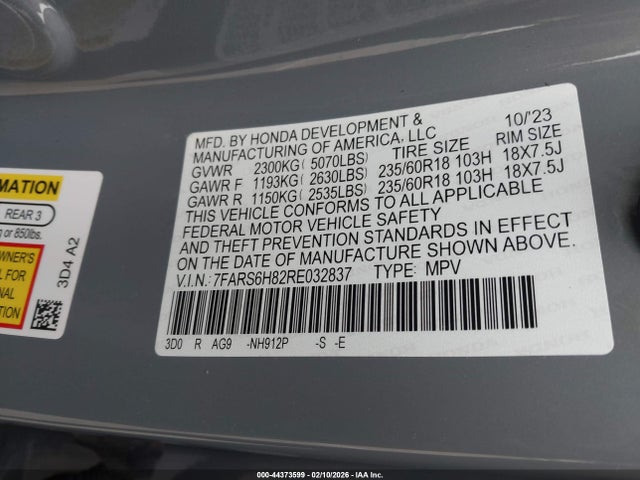 MFD. BY HONDA DEVELOPMENT & 10/'23
MANUFACTURING OF AMERICA, LLC
GVWR 2300KG ( 5070LBS) TIRE SIZE RIM SIZE
GAWR F 1193KG ( 2630LBS) 235/60R18 103H 18X7.5J
GAWR R 1150KG ( 2535LBS) 235/60R18 103H 18X7.5J
THIS VEHICLE CONFORMS TO ALL APPLICABLE
FEDERAL MOTOR VEHICLE SAFETY
AND THEFT PREVENTION STANDARDS IN EFFECT
ON THE DATE OF MANUFACTURE SHOWN ABOVE.
V.I.N.: 7FARS6H82RE032837 TYPE: MPV
3D0 R AG9 -NH912P -S -E
REAR 3
850lbs.
3D4 A2
000-44373599 - 02/10/2026 - IAA Inc.